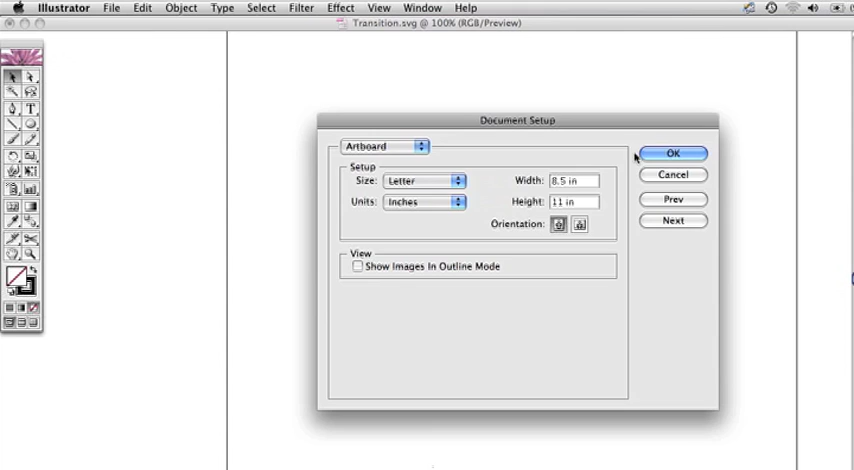 Illustrator File Edit Object Type Select Filter Effect View Window Help
Transition.svg @ 100% (RGB/Preview)
Document Setup
Artboard
OK
Setup
Size: Letter Width: 8.5 in
Cancel
Units: Inches Height: 11 in
Prev
Orientation:
Next
View
Show Images In Outline Mode